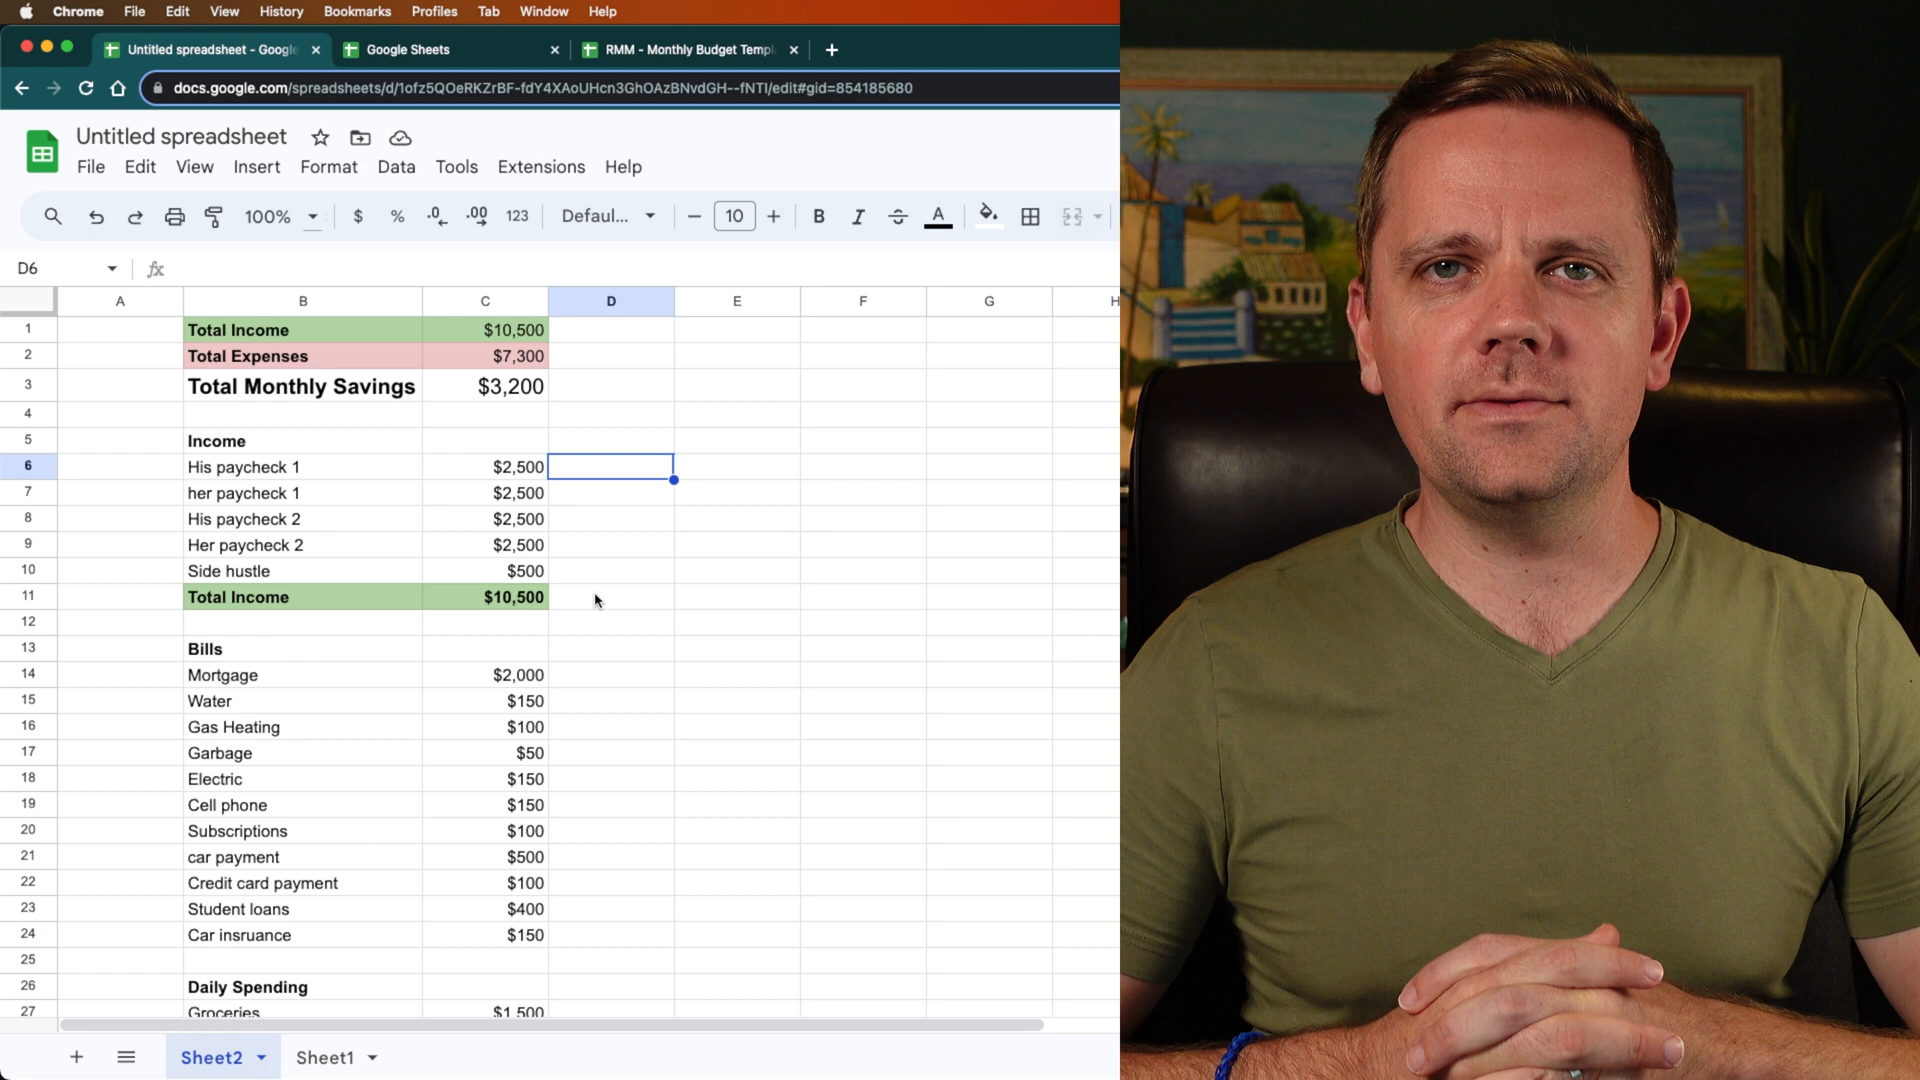 Chrome File Edit View History Bookmarks Profiles Tab Window Help
Untitled spreadsheet - Google Google Sheets RMM - Monthly Budget Templ
docs.google.com/spreadsheets/d/1ofz5QOeRKZrBF-fdY4XAoUHcn3GhOAzBNvdGH--fNTI/edit#gid=854185680
Untitled spreadsheet
File Edit View Insert Format Data Tools Extensions Help
100% $ % .0 .00 123 Defaul... 10 B I S A
D6 fx
A B C D E F G H
1 Total Income $10,500
2 Total Expenses $7,300
3 Total Monthly Savings $3,200
4
5 Income
6 His paycheck 1 $2,500
7 her paycheck 1 $2,500
8 His paycheck 2 $2,500
9 Her paycheck 2 $2,500
10 Side hustle $500
11 Total Income $10,500
12
13 Bills
14 Mortgage $2,000
15 Water $150
16 Gas Heating $100
17 Garbage $50
18 Electric $150
19 Cell phone $150
20 Subscriptions $100
21 car payment $500
22 Credit card payment $100
23 Student loans $400
24 Car insruance $150
25
26 Daily Spending
27 Groceries $1,500
Sheet2 Sheet1